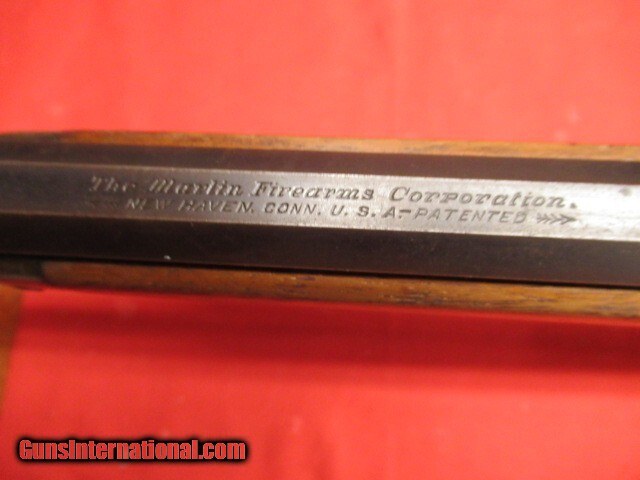 The Marlin Firearms Corporation.
NEW HAVEN, CONN. U. S. A.-PATENTED
GunsInternational.com